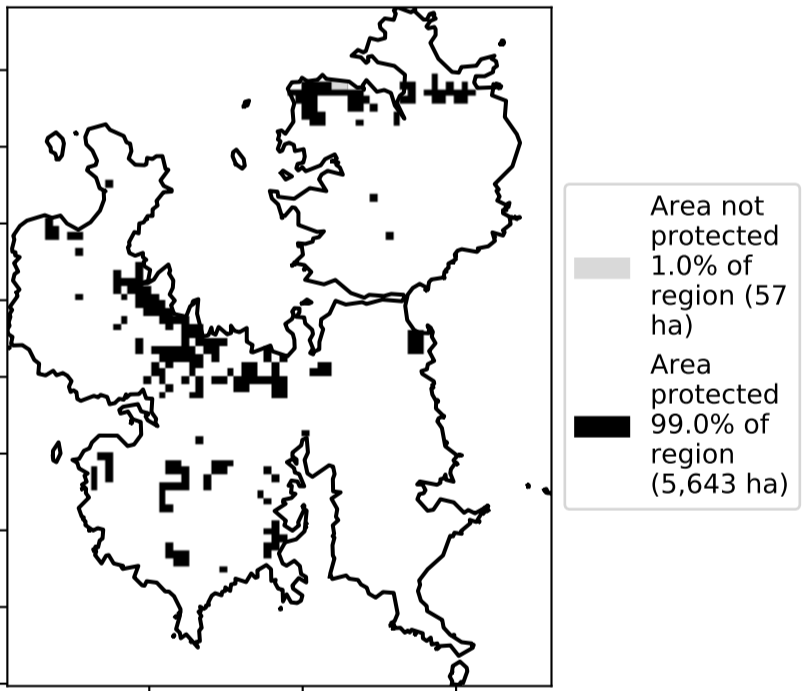 Area not
protected
1.0% of
region (57
ha)
Area
protected
99.0% of
region
(5,643 ha)